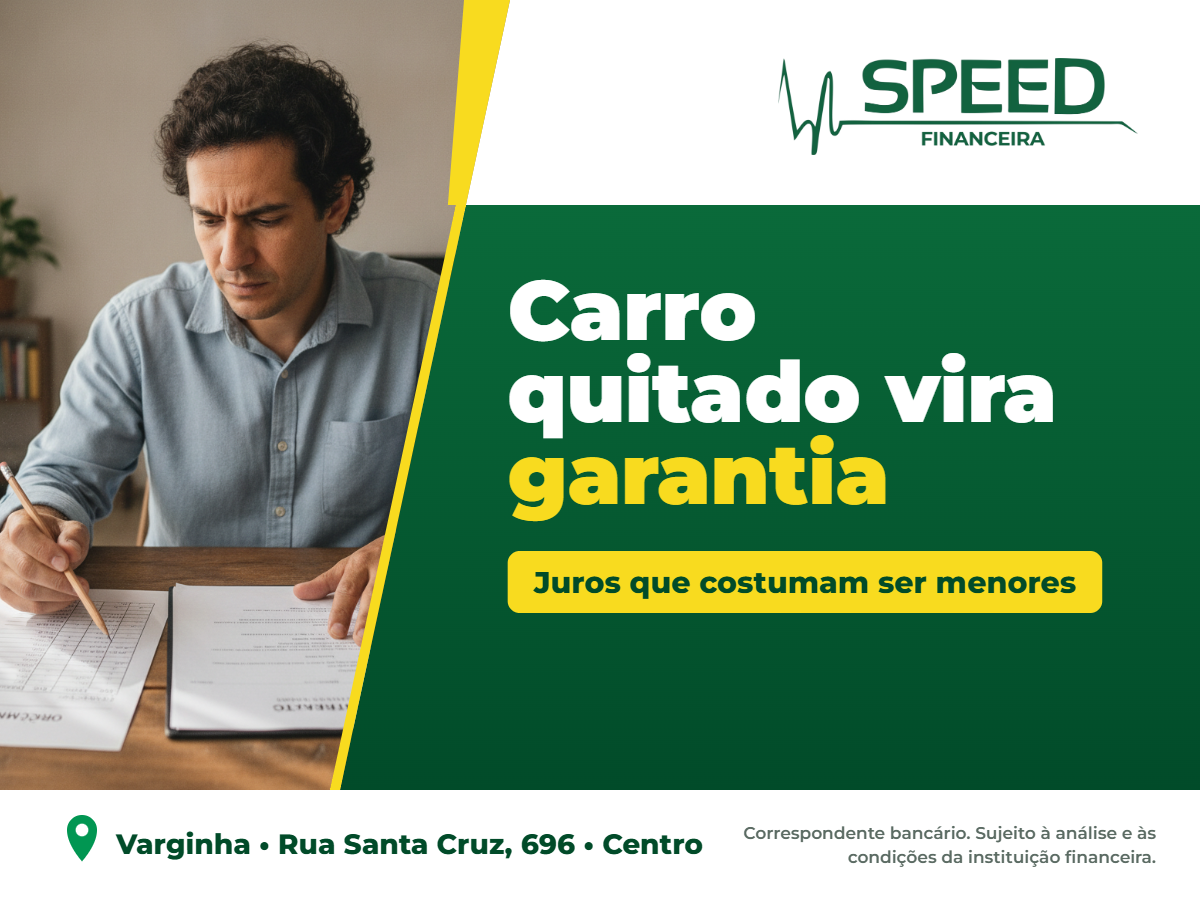 SPEED
FINANCEIRA
Carro
quitado vira
garantia
Juros que costumam ser menores
Varginha • Rua Santa Cruz, 696 • Centro
Correspondente bancário. Sujeito à análise e às
condições da instituição financeira.